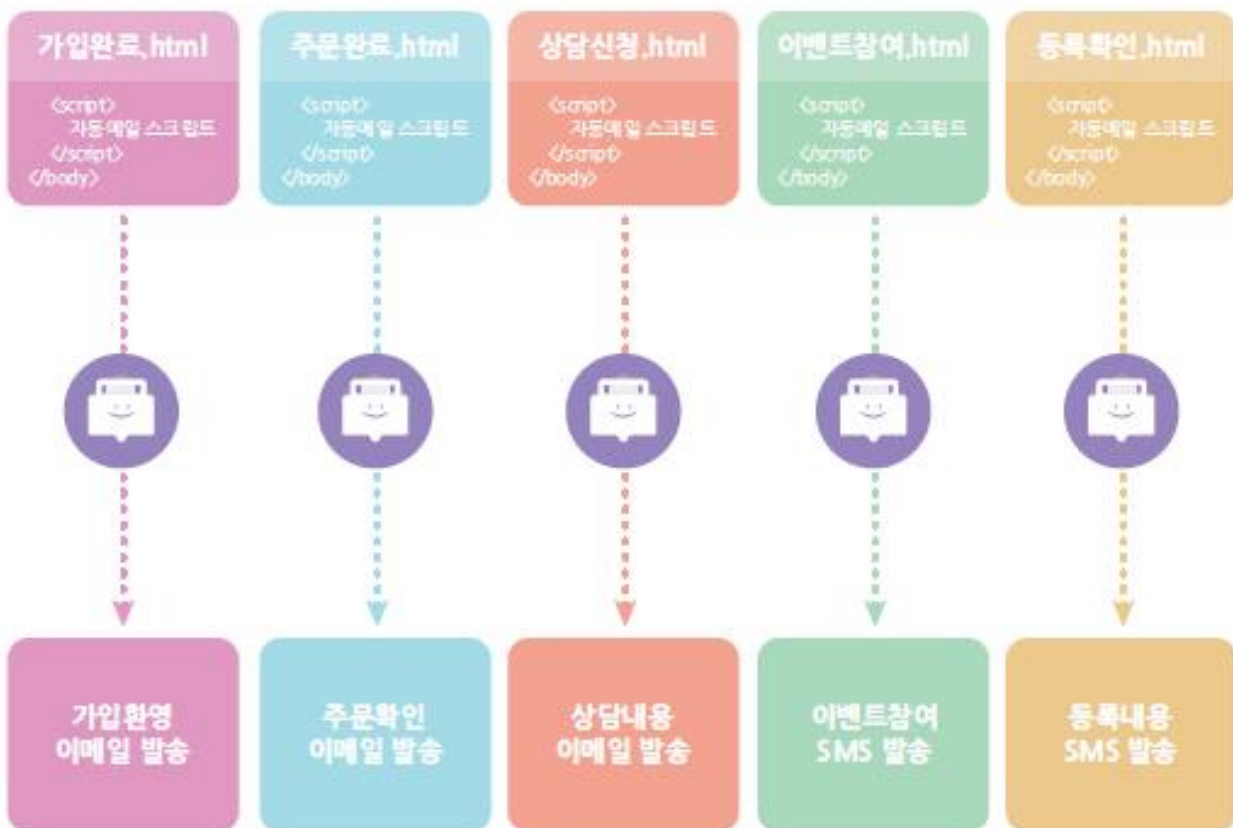 가입완료.html
<script>
자동메일 스크립트
</script>
</body>
주문완료.html
<script>
자동메일 스크립트
</script>
</body>
상담신청.html
<script>
자동메일 스크립트
</script>
</body>
이벤트참여.html
<script>
자동메일 스크립트
</script>
</body>
등록확인.html
<script>
자동메일 스크립트
</script>
</body>
가입환영
이메일 발송
주문확인
이메일 발송
상담내용
이메일 발송
이벤트참여
SMS 발송
등록내용
SMS 발송